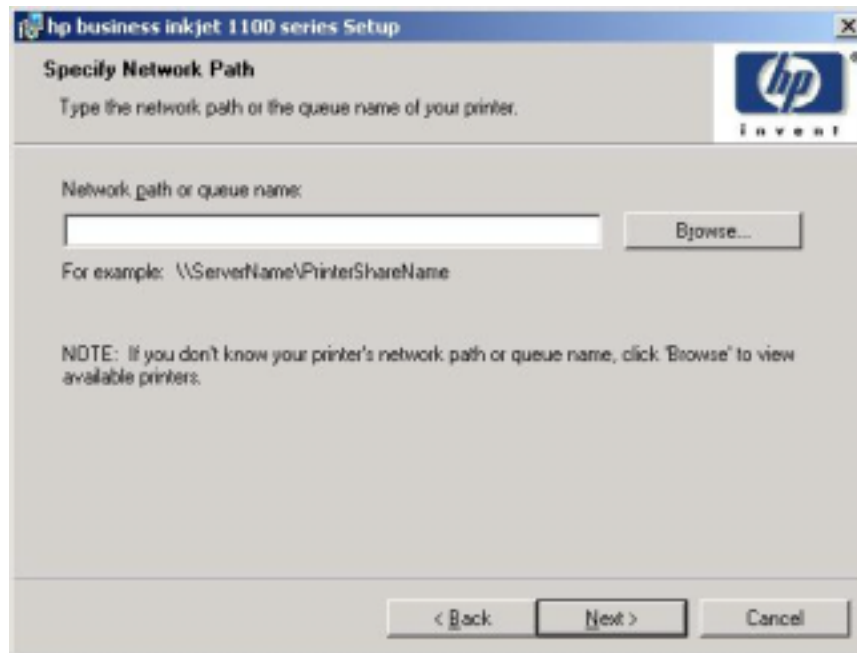 hp business inkjet 1100 series Setup
Specify Network Path
Type the network path or the queue name of your printer.
hp
invent
Network path or queue name:
Browse...
For example: \\ServerName\PrinterShareName
NOTE: If you don't know your printer's network path or queue name, click 'Browse' to view
available printers.
< Back
Next >
Cancel